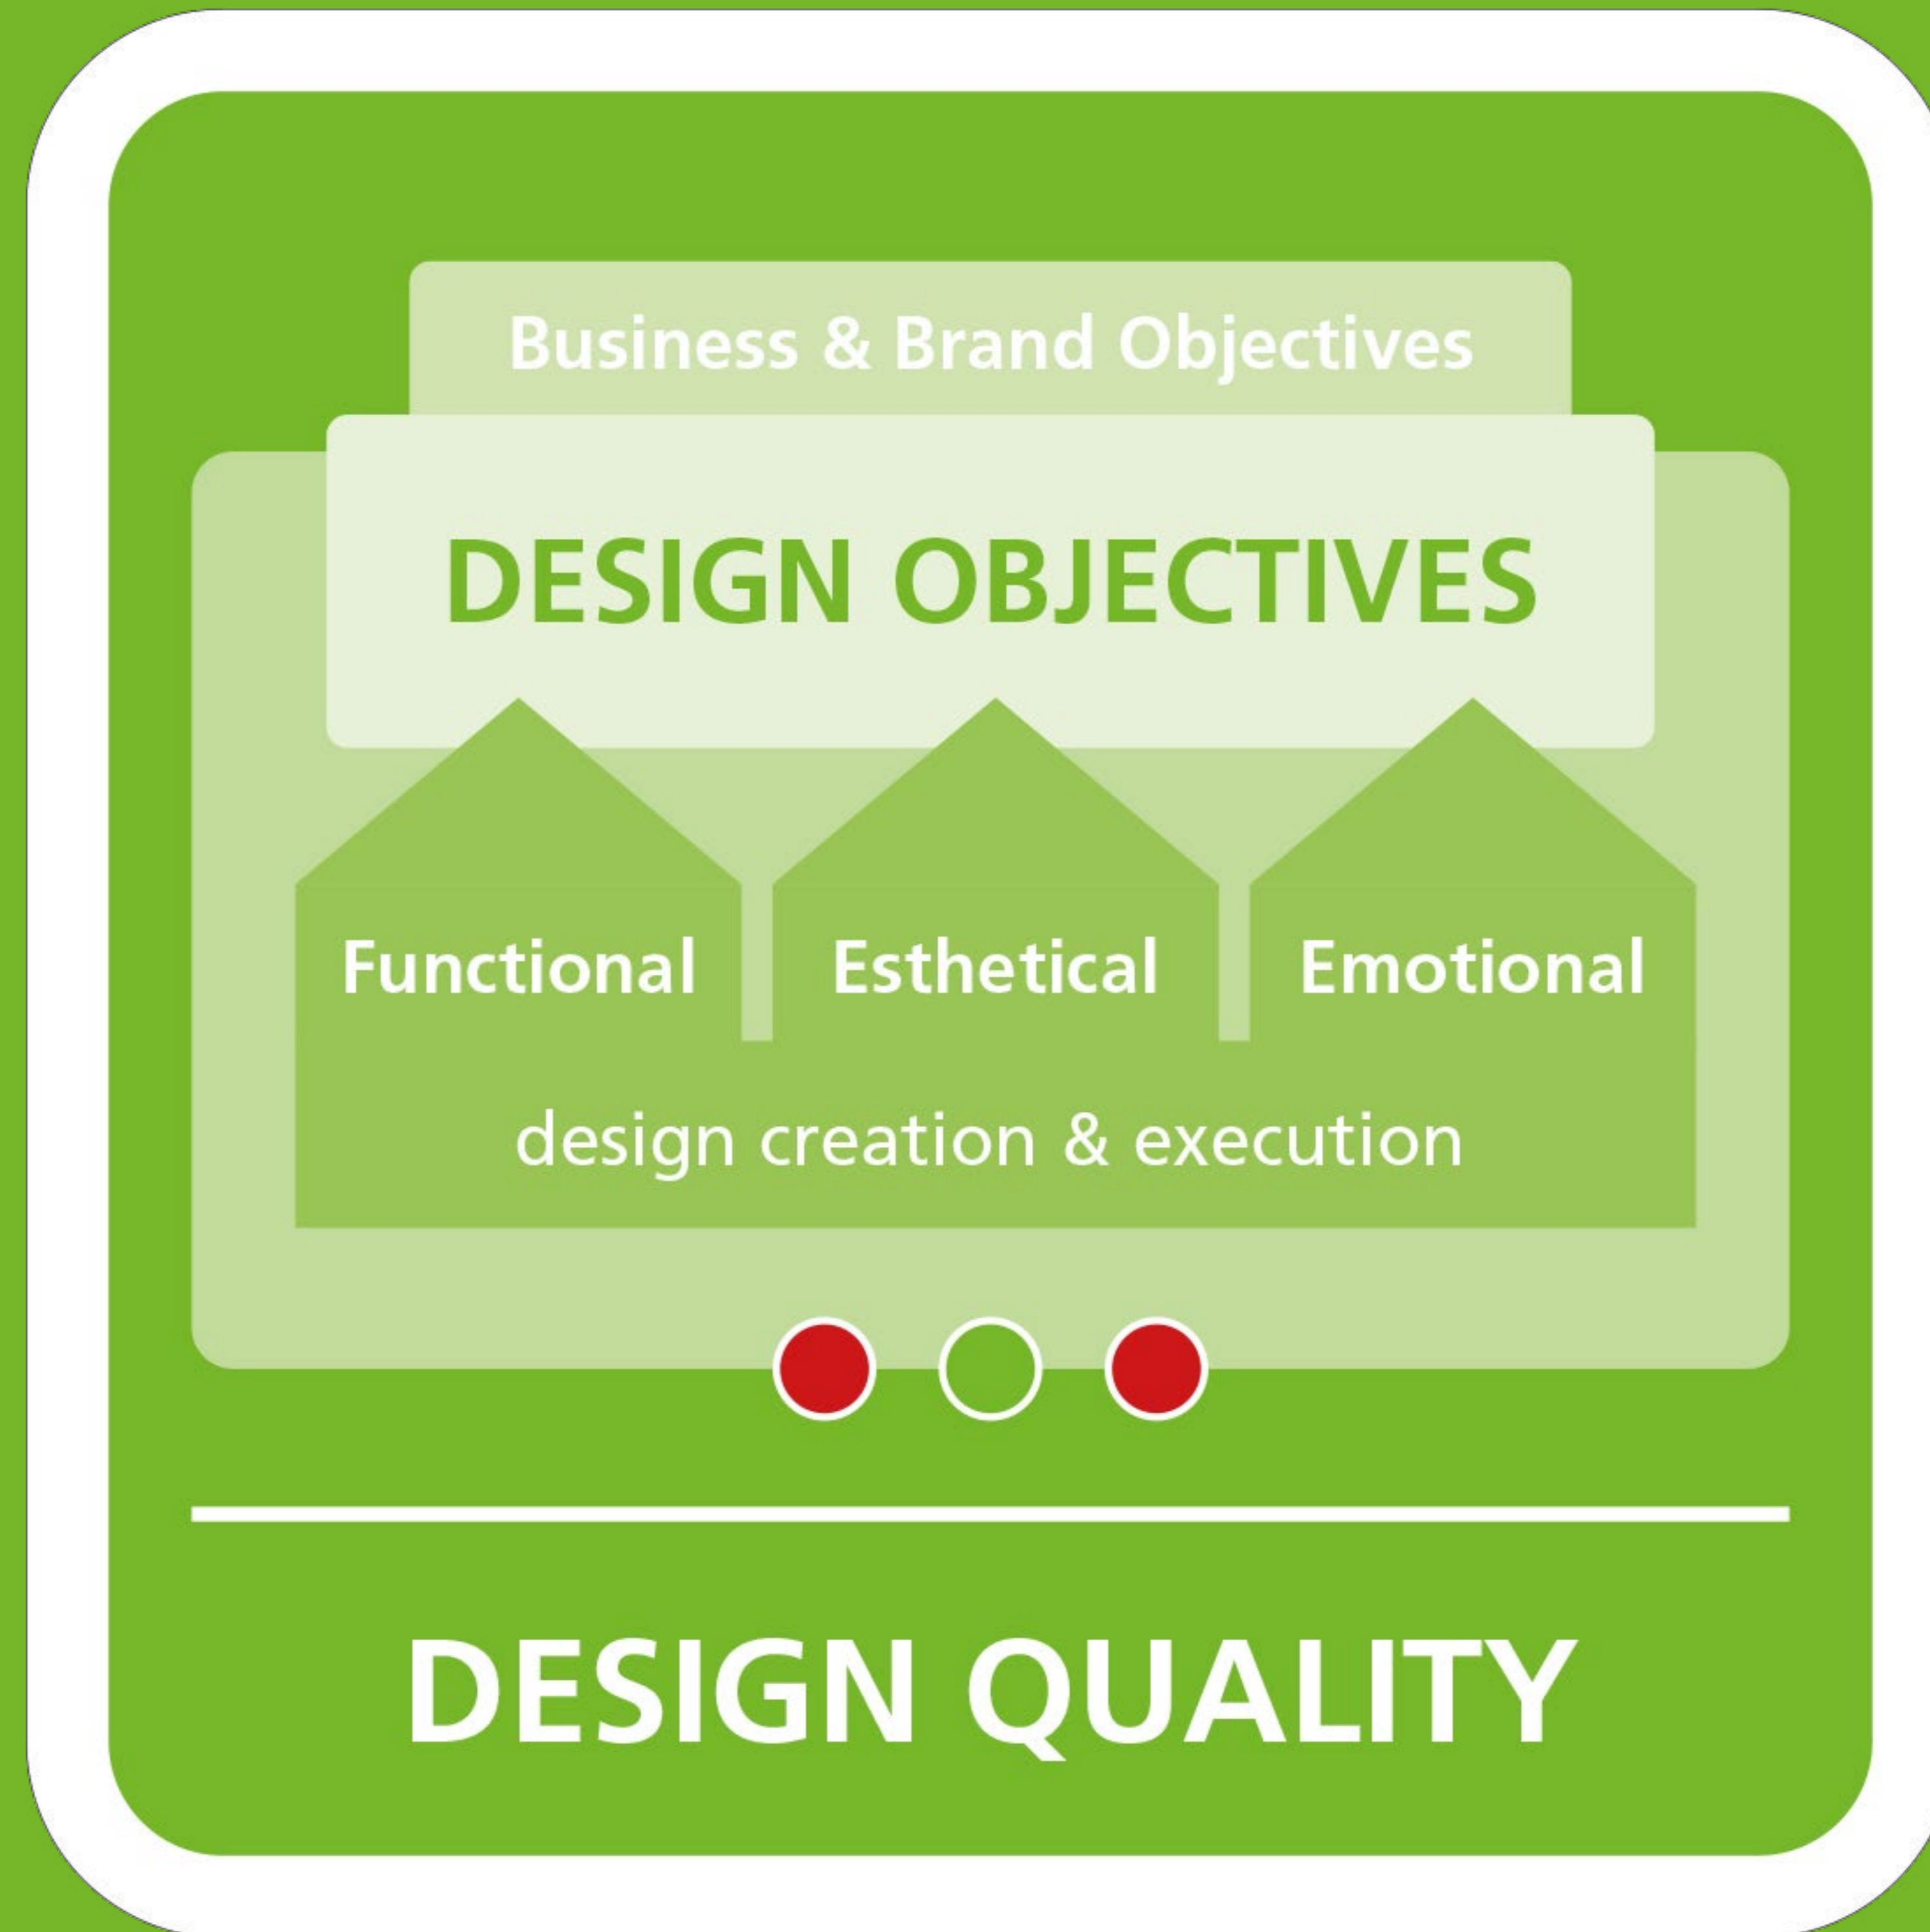 Business & Brand Objectives
DESIGN OBJECTIVES
Functional Esthetical Emotional
design creation & execution
DESIGN QUALITY